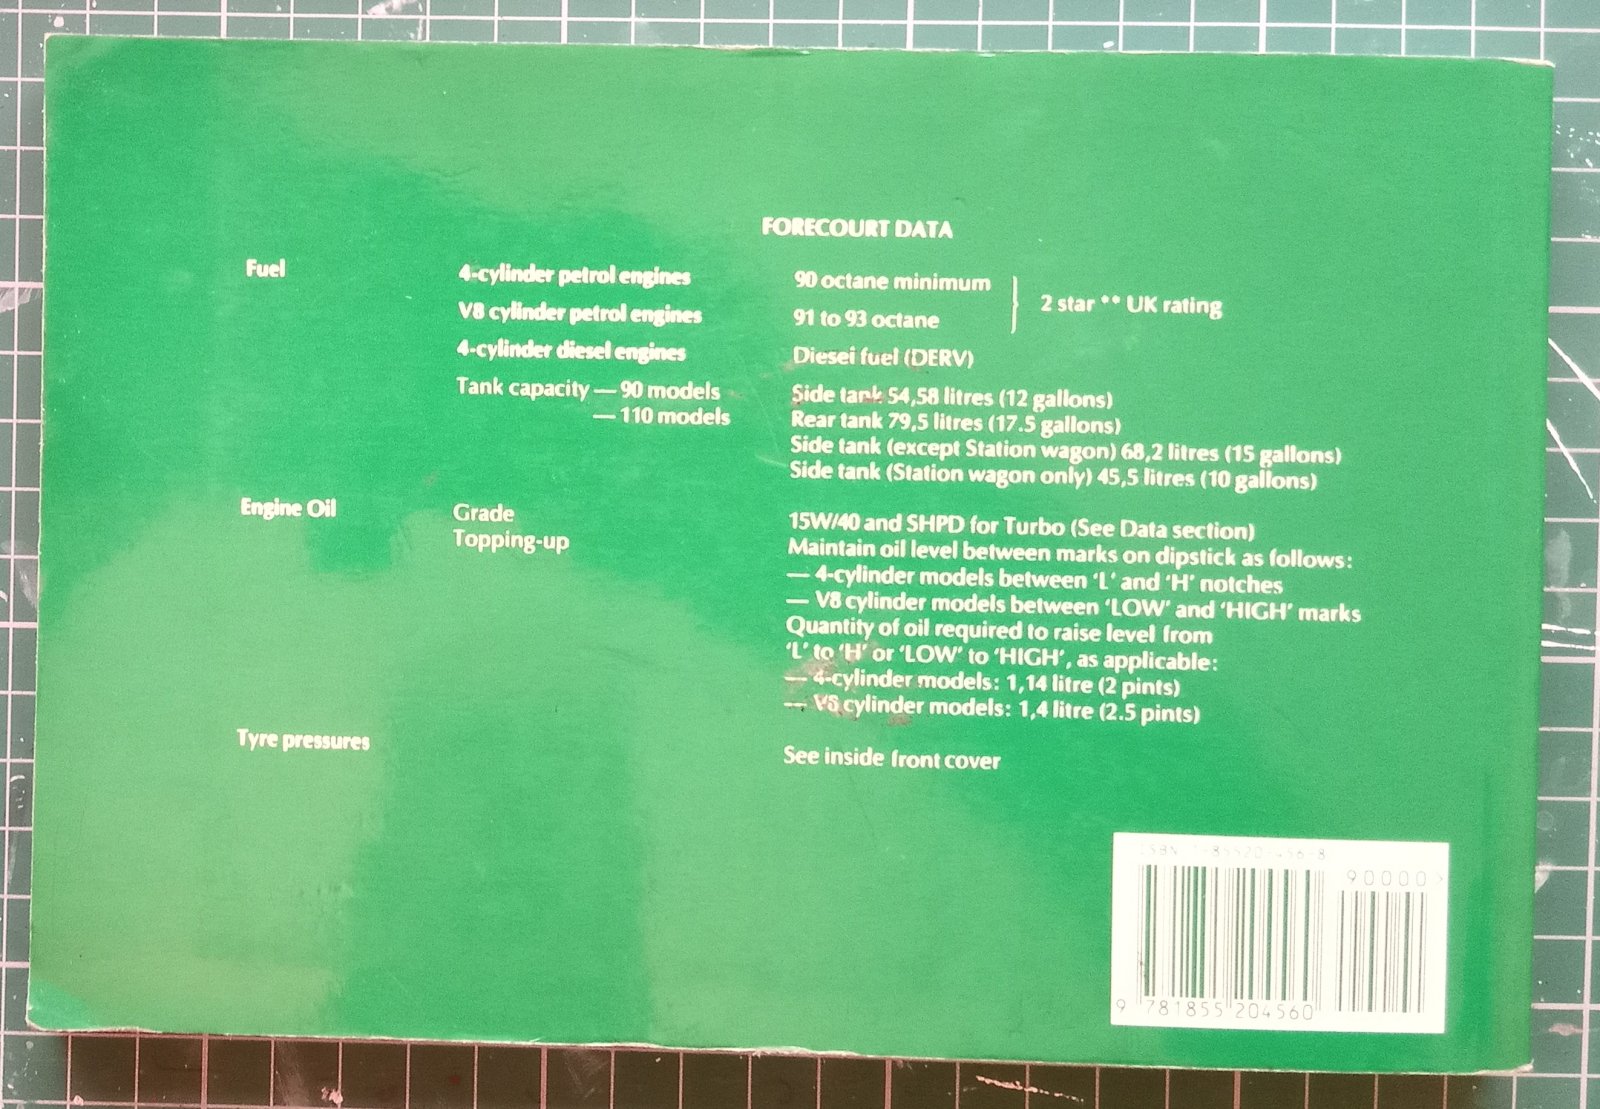 FORECOURT DATA
Fuel
4-cylinder petrol engines 90 octane minimum
2 star ** UK rating
V8 cylinder petrol engines 91 to 93 octane
4-cylinder diesel engines Diesel fuel (DERV)
Tank capacity — 90 models Side tank 54,58 litres (12 gallons)
— 110 models Rear tank 79,5 litres (17.5 gallons)
Side tank (except Station wagon) 68,2 litres (15 gallons)
Side tank (Station wagon only) 45,5 litres (10 gallons)
Engine Oil Grade 15W/40 and SHPD for Turbo (See Data section)
Topping-up Maintain oil level between marks on dipstick as follows:
— 4-cylinder models between ‘L’ and ‘H’ notches
— V8 cylinder models between ‘LOW’ and ‘HIGH’ marks
Quantity of oil required to raise level from
‘L’ to ‘H’ or ‘LOW’ to ‘HIGH’, as applicable:
— 4-cylinder models: 1,14 litre (2 pints)
— V8 cylinder models: 1,4 litre (2.5 pints)
Tyre pressures See inside front cover
ISBN
90000>
9 781855 204560